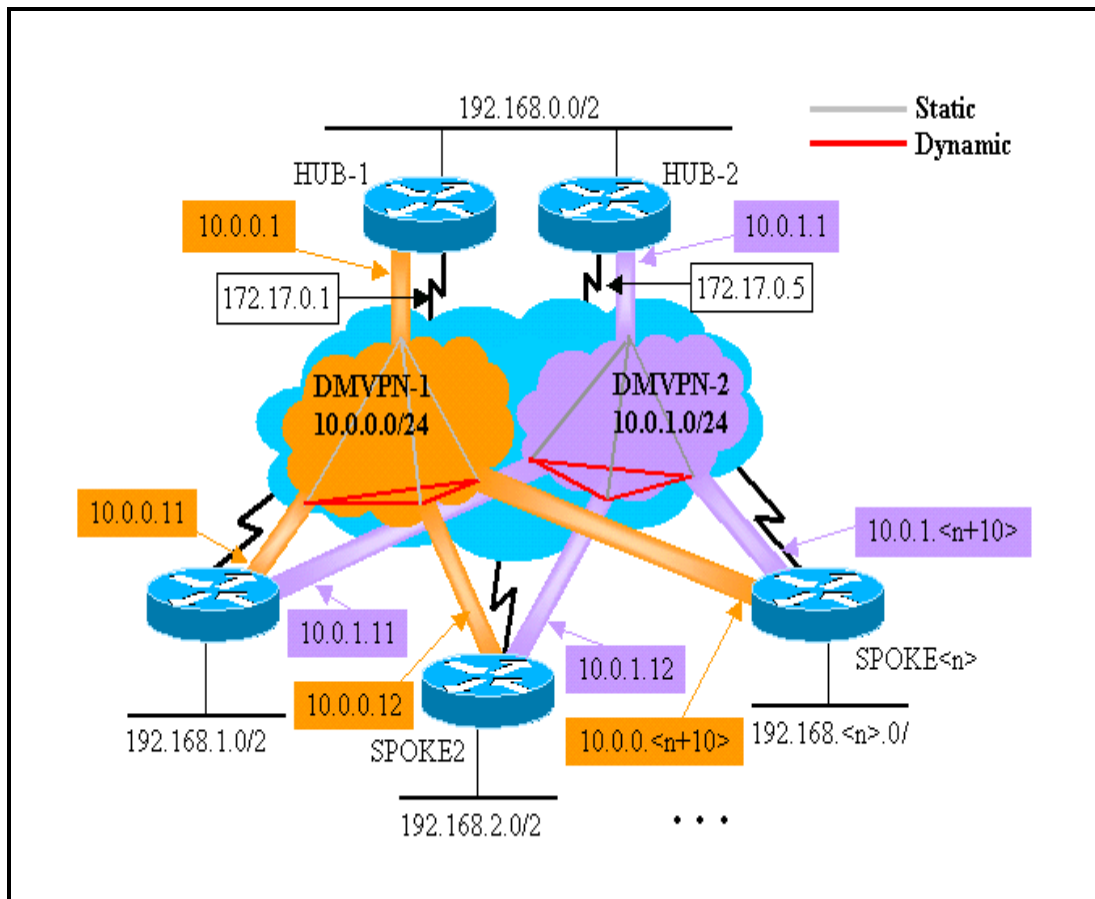 192.168.0.0/2
Static
Dynamic
HUB-1
HUB-2
10.0.0.1
10.0.1.1
172.17.0.1
172.17.0.5
DMVPN-1
10.0.0.0/24
DMVPN-2
10.0.1.0/24
10.0.0.11
10.0.1.<n+10>
10.0.1.11
10.0.1.12
SPOKE<n>
10.0.0.12
10.0.0.<n+10>
192.168.1.0/2
192.168.<n>.0/
SPOKE2
192.168.2.0/2
. . .